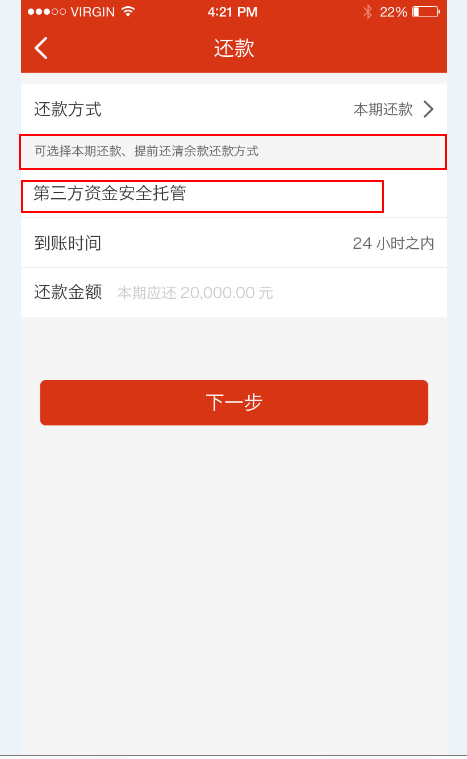 VIRGIN 4:21 PM 22%
还款
还款方式 本期还款
可选择本期还款、提前还清余款还款方式
第三方资金安全托管
到账时间 24 小时之内
还款金额 本期应还 20,000.00 元
下一步